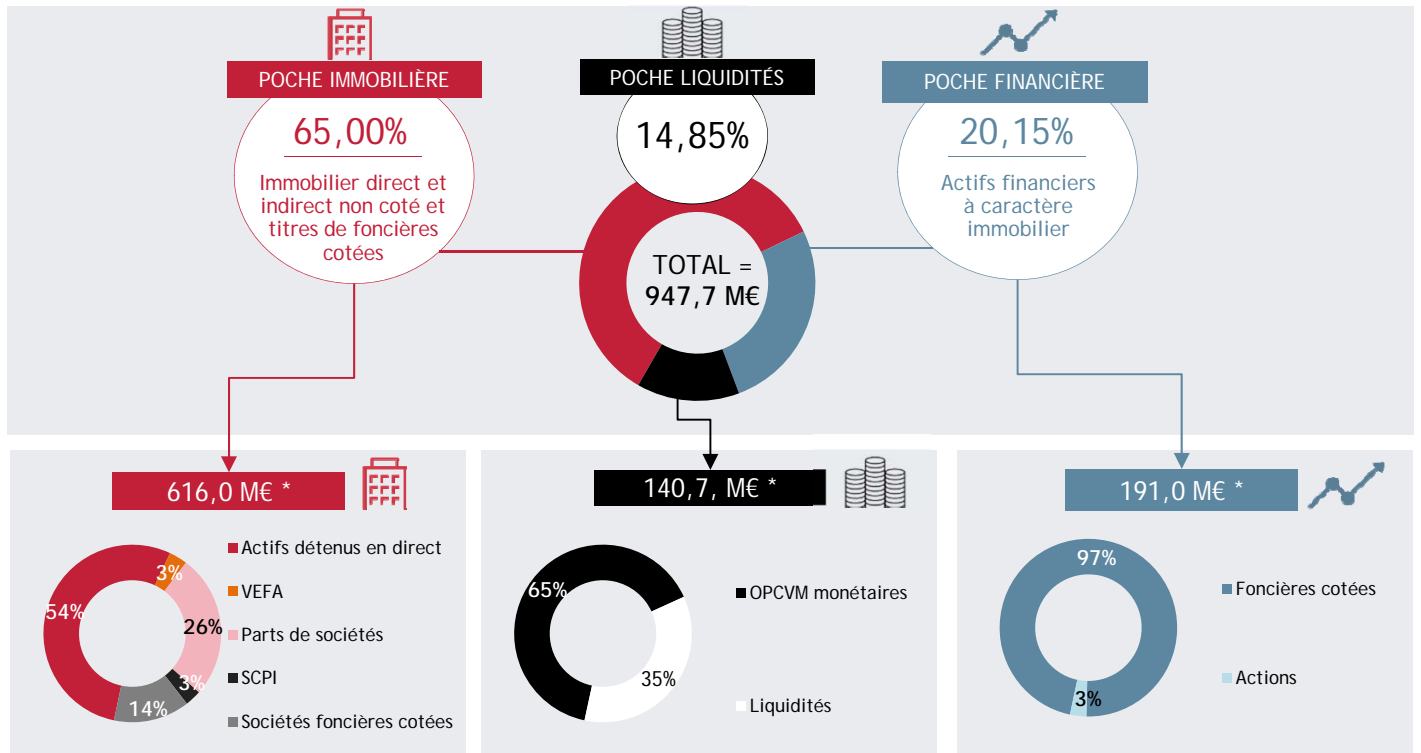 POCHE IMMOBILIÈRE
65,00%
Immobilier direct et
indirect non coté et
titres de foncières
cotées
POCHE LIQUIDITÉS
14,85%
POCHE FINANCIÈRE
20,15%
Actifs financiers
à caractère
immobilier
TOTAL =
947,7 M€
616,0 M€ *
54%
3%
26%
3%
14%
Actifs détenus en direct
VEFA
Parts de sociétés
SCPI
Sociétés foncières cotées
140,7, M€ *
65%
35%
OPCVM monétaires
Liquidités
191,0 M€ *
97%
3%
Foncières cotées
Actions